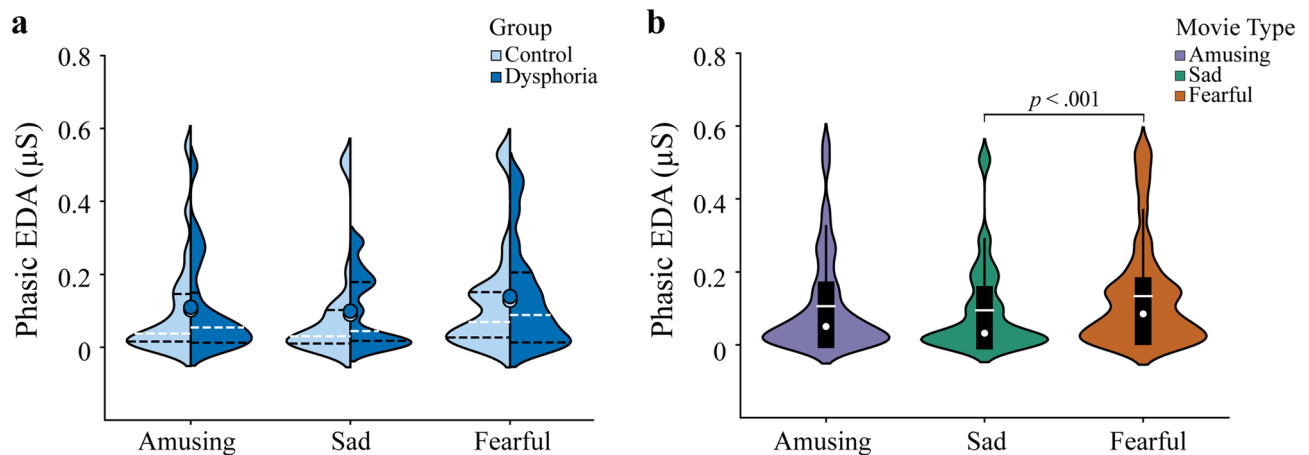 a
Group
Control
Dysphoria
Phasic EDA (µS)
0.8
0.6
0.4
0.2
0
Amusing Sad Fearful
b
Movie Type
Amusing
Sad
Fearful
p < .001
Phasic EDA (µS)
0.8
0.6
0.4
0.2
0
Amusing Sad Fearful